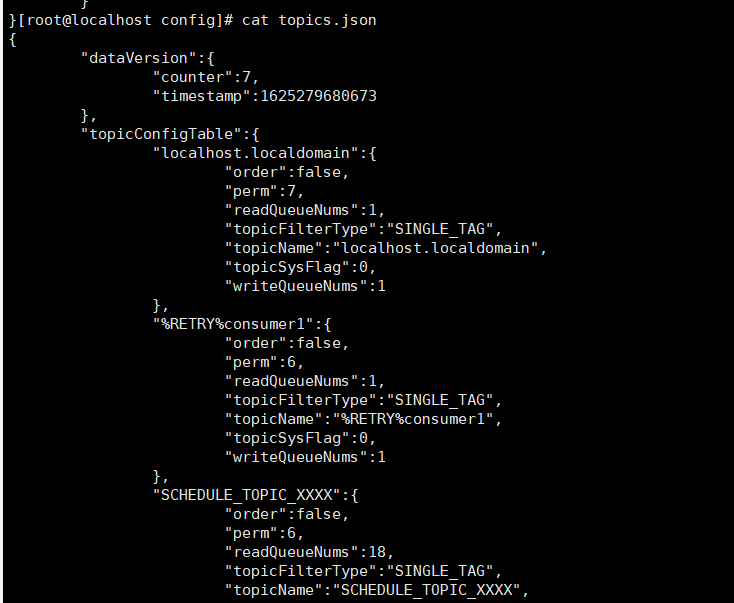 }
}[root@localhost config]# cat topics.json
{
"dataVersion":{
"counter":7,
"timestamp":1625279680673
},
"topicConfigTable":{
"localhost.localdomain":{
"order":false,
"perm":7,
"readQueueNums":1,
"topicFilterType":"SINGLE_TAG",
"topicName":"localhost.localdomain",
"topicSysFlag":0,
"writeQueueNums":1
},
"%RETRY%consumer1":{
"order":false,
"perm":6,
"readQueueNums":1,
"topicFilterType":"SINGLE_TAG",
"topicName":"%RETRY%consumer1",
"topicSysFlag":0,
"writeQueueNums":1
},
"SCHEDULE_TOPIC_XXXX":{
"order":false,
"perm":6,
"readQueueNums":18,
"topicFilterType":"SINGLE_TAG",
"topicName":"SCHEDULE_TOPIC_XXXX",